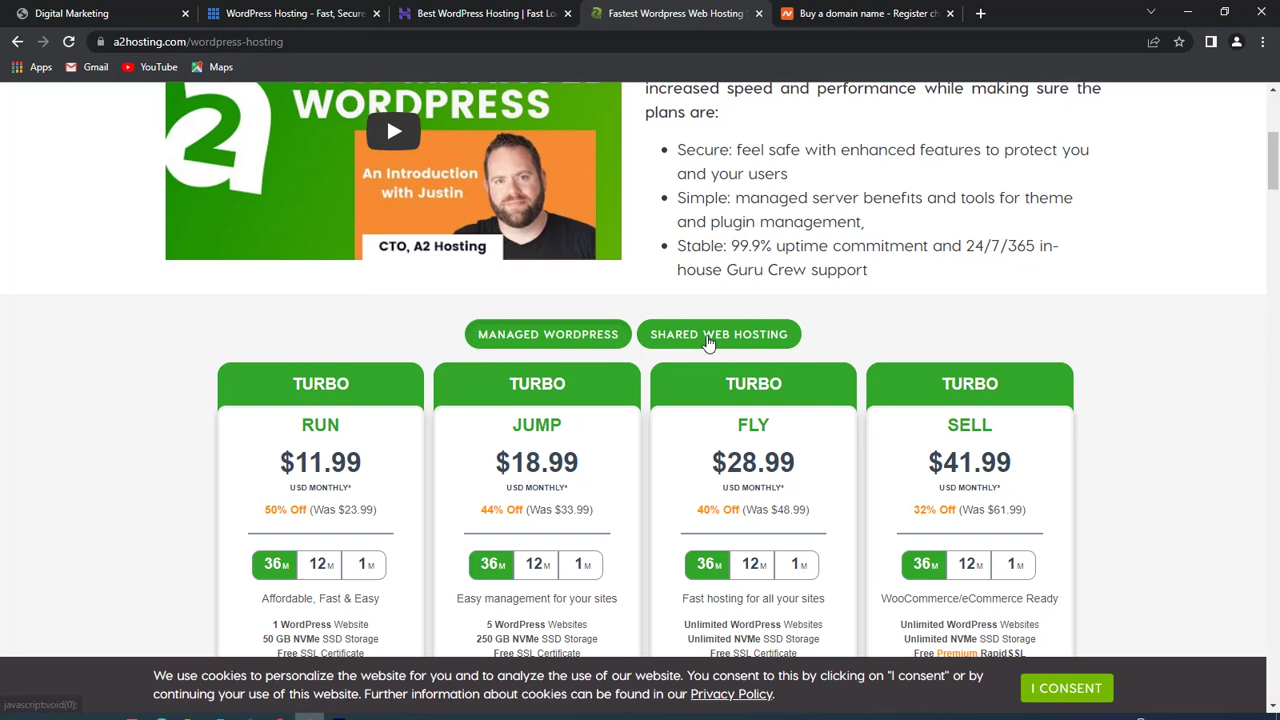 Digital Marketing
WordPress Hosting - Fast, Secure
Best WordPress Hosting | Fast Lo
Fastest Wordpress Web Hosting
Buy a domain name - Register ch
a2hosting.com/wordpress-hosting
Apps
Gmail
YouTube
Maps
WORDPRESS
An Introduction
with Justin
CTO, A2 Hosting
increased speed and performance while making sure the
plans are:
• Secure: feel safe with enhanced features to protect you
and your users
• Simple: managed server benefits and tools for theme
and plugin management,
• Stable: 99.9% uptime commitment and 24/7/365 in-
house Guru Crew support
MANAGED WORDPRESS
SHARED WEB HOSTING
TURBO
RUN
$11.99
USD MONTHLY*
50% Off (Was $23.99)
36M 12M 1M
Affordable, Fast & Easy
1 WordPress Website
50 GB NVMe SSD Storage
Free SSL Certificate
TURBO
JUMP
$18.99
USD MONTHLY*
44% Off (Was $33.99)
36M 12M 1M
Easy management for your sites
5 WordPress Websites
250 GB NVMe SSD Storage
Free SSL Certificate
TURBO
FLY
$28.99
USD MONTHLY*
40% Off (Was $48.99)
36M 12M 1M
Fast hosting for all your sites
Unlimited WordPress Websites
Unlimited NVMe SSD Storage
Free SSL Certificate
TURBO
SELL
$41.99
USD MONTHLY*
32% Off (Was $61.99)
36M 12M 1M
WooCommerce/eCommerce Ready
Unlimited WordPress Websites
Unlimited NVMe SSD Storage
Free Premium RapidSSL
We use cookies to personalize the website for you and to analyze the use of our website. You consent to this by clicking on "I consent" or by
continuing your use of this website. Further information about cookies can be found in our Privacy Policy.
I CONSENT
javascript:void(0);